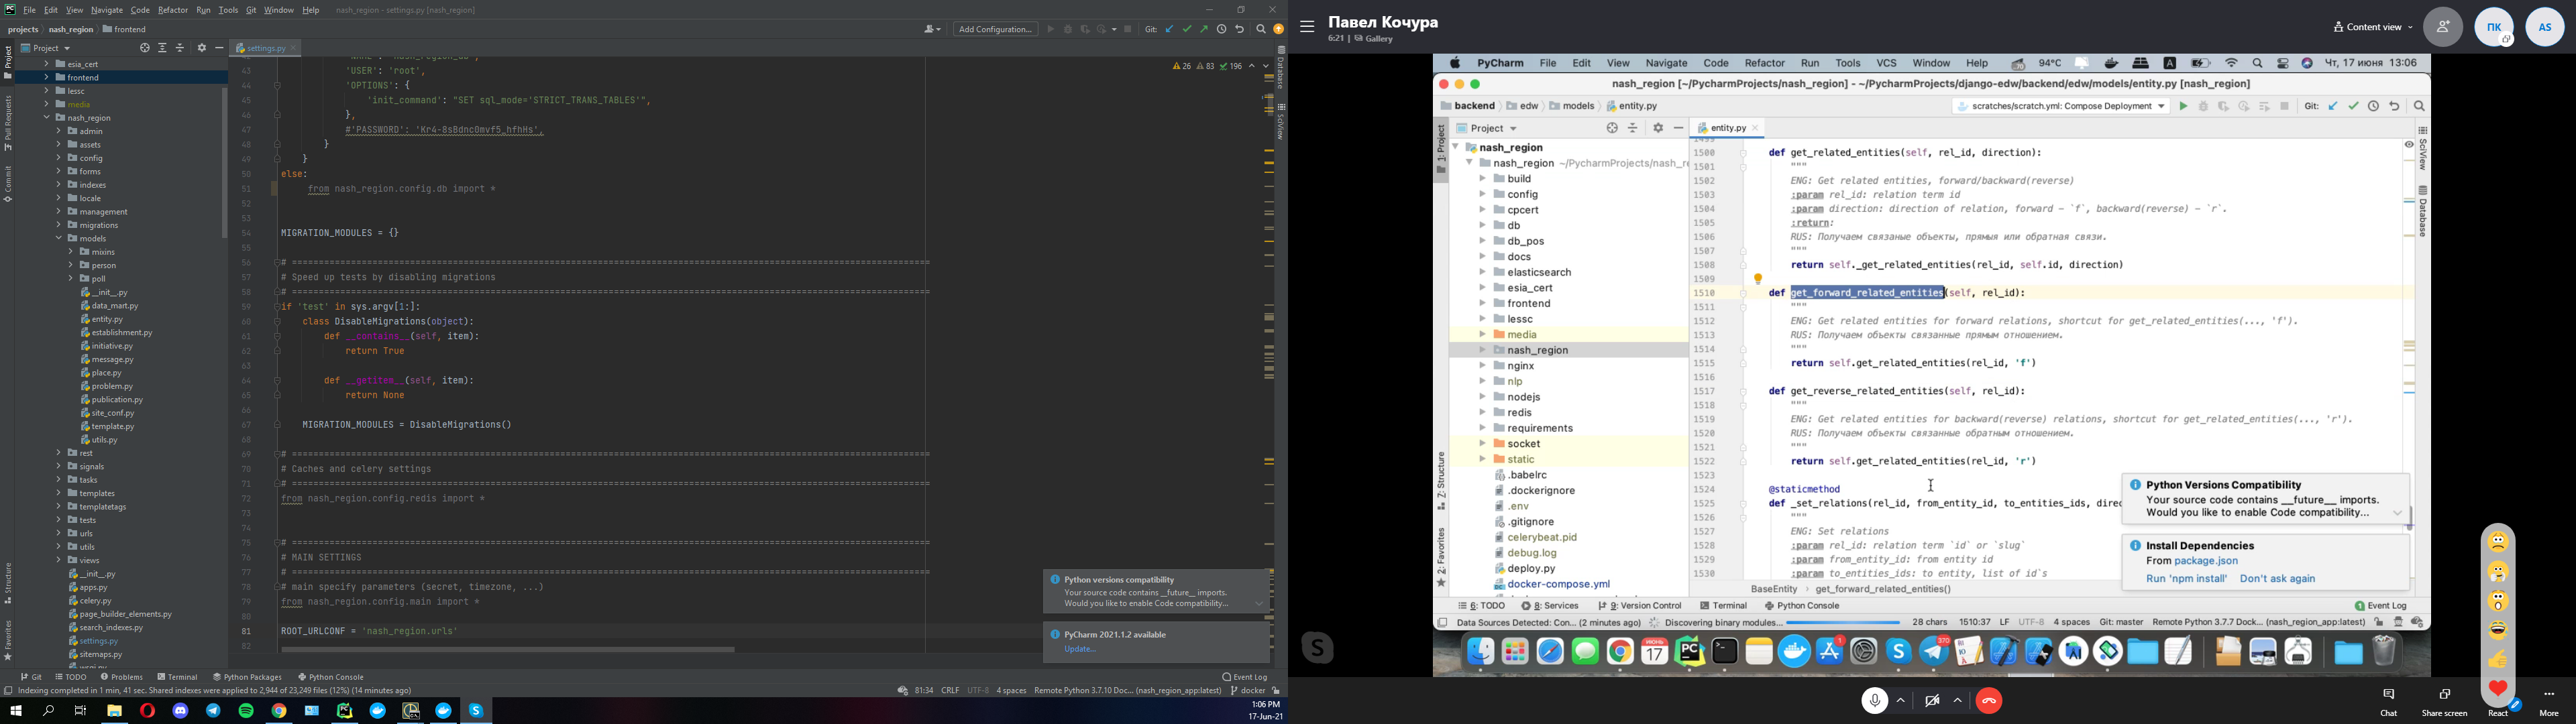 File Edit View Navigate Code Refactor Run Tools Git Window Help nash_region - settings.py [nash_region]
projects nash_region frontend
Add Configuration... Git:
Project
settings.py
esia_cert
frontend
lessc
media
nash_region
admin
assets
config
forms
indexes
locale
management
migrations
models
mixins
person
poll
__init__.py
data_mart.py
entity.py
establishment.py
initiative.py
message.py
place.py
problem.py
publication.py
site_conf.py
template.py
utils.py
rest
signals
tasks
templates
templatetags
tests
urls
utils
views
__init__.py
apps.py
celery.py
page_builder_elements.py
search_indexes.py
settings.py
sitemaps.py
Project
Pull Requests
Commit
Structure
Favorites
26 83 196
Database
SciView
43 'USER': 'root',
44 'OPTIONS': {
45 'init_command': "SET sql_mode='STRICT_TRANS_TABLES'",
46 },
47
48 }
49 }
50 else:
51 from nash_region.config.db import *
52
53
54 MIGRATION_MODULES = {}
55
56 # ====
57 # Speed up tests by disabling migrations
58 # ====
59 if 'test' in sys.argv[1:]:
60 class DisableMigrations(object):
61 def __contains__(self, item):
62 return True
63
64 def __getitem__(self, item):
65 return None
66
67 MIGRATION_MODULES = DisableMigrations()
68
69 # ====
70 # Caches and celery settings
71 # ====
72 from nash_region.config.redis import *
73
74
75 # ====
76 # MAIN SETTINGS
77 # ====
78 # main specify parameters (secret, timezone, ...)
79 from nash_region.config.main import *
80
81 ROOT_URLCONF = 'nash_region.urls'
82
Python versions compatibility
Your source code contains __future__ imports.
Would you like to enable Code compatibility...
PyCharm 2021.1.2 available
Update...
Git TODO Problems Terminal Python Packages Python Console Event Log
Indexing completed in 1 min, 41 sec. Shared indexes were applied to 2,944 of 23,249 files (12%) (14 minutes ago) 81:34 CRLF UTF-8 4 spaces Remote Python 3.7.10 Doc... (nash_region_app:latest) docker
1:06 PM
17-Jun-21
Павел Кочура
6:21 | Gallery
Content view
ПК
AS
PyCharm File Edit View Navigate Code Refactor Run Tools VCS Window Help 94°C Чт, 17 июня 13:06
nash_region [~/PycharmProjects/nash_region] - ~/PycharmProjects/django-edw/backend/edw/models/entity.py [nash_region]
backend edw models entity.py scratches/scratch.yml: Compose Deployment Git:
Project
entity.py
nash_region
nash_region ~/PycharmProjects/nash_r
build
config
cpcert
db
db_pos
docs
elasticsearch
esia_cert
frontend
lessc
media
nash_region
nginx
nlp
nodejs
redis
requirements
socket
static
.babelrc
.dockerignore
.env
.gitignore
celerybeat.pid
debug.log
deploy.py
docker-compose.yml
1: Project
7: Structure
2: Favorites
SciView
Database
1499
1500 def get_related_entities(self, rel_id, direction):
1501 """
1502 ENG: Get related entities, forward/backward(reverse)
1503 :param rel_id: relation term id
1504 :param direction: direction of relation, forward - `f`, backward(reverse) - `r`.
1505 :return:
1506 RUS: Получаем связаные объекты, прямыя или обратная связи.
1507 """
1508 return self._get_related_entities(rel_id, self.id, direction)
1509
1510 def get_forward_related_entities(self, rel_id):
1511 """
1512 ENG: Get related entities for forward relations, shortcut for get_related_entities(..., 'f').
1513 RUS: Получаем объекты связанные прямым отношением.
1514 """
1515 return self.get_related_entities(rel_id, 'f')
1516
1517 def get_reverse_related_entities(self, rel_id):
1518 """
1519 ENG: Get related entities for backward(reverse) relations, shortcut for get_related_entities(..., 'r').
1520 RUS: Получаем объекты связанные обратным отношением.
1521 """
1522 return self.get_related_entities(rel_id, 'r')
1523
1524 @staticmethod
1525 def _set_relations(rel_id, from_entity_id, to_entities_ids, direc
1526 """
1527 ENG: Set relations
1528 :param rel_id: relation term `id` or `slug`
1529 :param from_entity_id: from entity id
1530 :param to_entities_ids: to entity, list of id`s
Python Versions Compatibility
Your source code contains __future__ imports.
Would you like to enable Code compatibility...
Install Dependencies
From package.json
Run 'npm install' Don't ask again
BaseEntity get_forward_related_entities()
6: TODO 8: Services 9: Version Control Terminal Python Console 1 Event Log
Data Sources Detected: Con... (2 minutes ago) Discovering binary modules... 28 chars 1510:37 LF UTF-8 4 spaces Git: master Remote Python 3.7.7 Dock... (nash_region_app:latest)
ИЮНЬ
17
1
370
Chat
Share screen
React
More